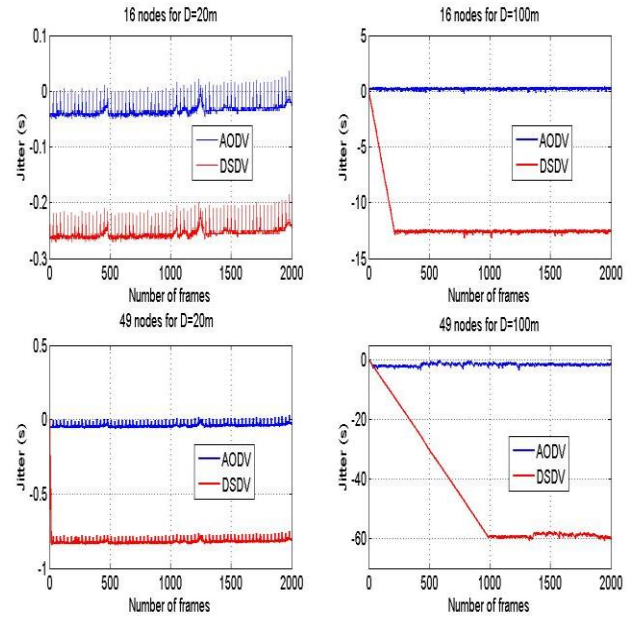 16 nodes for D=20m
0.1
0
-0.1
-0.2
-0.3
Jitter (s)
AODV
DSDV
0
500
1000
1500
2000
Number of frames
16 nodes for D=100m
5
0
-5
-10
-15
Jitter (s)
AODV
DSDV
0
500
1000
1500
2000
Number of frames
49 nodes for D=20m
0.5
0
-0.5
-1
Jitter (s)
AODV
DSDV
0
500
1000
1500
2000
Number of frames
49 nodes for D=100m
0
-20
-40
-60
Jitter (s)
AODV
DSDV
0
500
1000
1500
2000
Number of frames